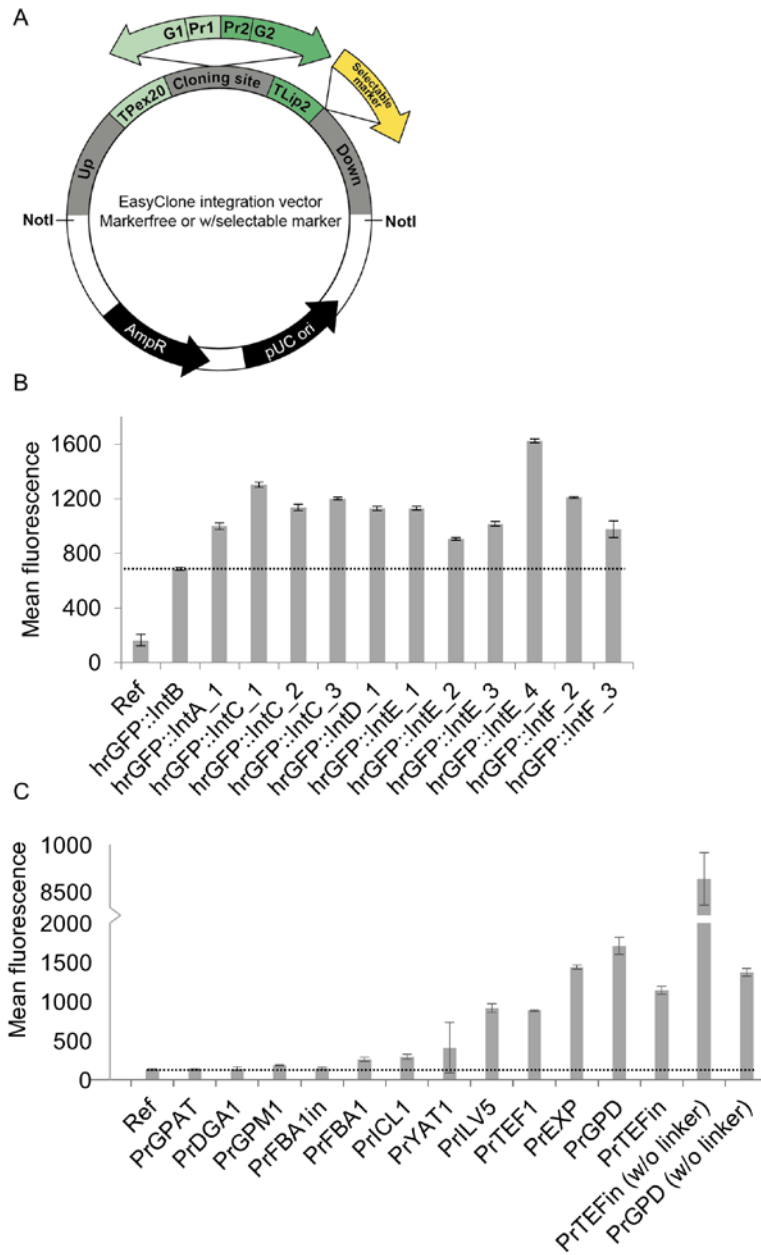 A
G1 Pr1 Pr2 G2
Selectable marker
TPex20 Cloning site TLip2
Up
Down
NotI
NotI
EasyClone integration vector
Markerfree or w/selectable marker
AmpR
pUC ori
B
Mean fluorescence
1600
1200
800
400
0
Ref
hrGFP::IntB
hrGFP::IntA_1
hrGFP::IntC_1
hrGFP::IntC_2
hrGFP::IntC_3
hrGFP::IntD_1
hrGFP::IntE_1
hrGFP::IntE_2
hrGFP::IntE_3
hrGFP::IntE_4
hrGFP::IntF_2
hrGFP::IntF_3
C
Mean fluorescence
1000
8500
2000
1500
1000
500
0
Ref
PrGPAT
PrDGA1
PrGPM1
PrFBA1in
PrFBA1
PrICL1
PrYAT1
PrILV5
PrTEF1
PrEXP
PrGPD
PrTEFin
PrTEFin (w/o linker)
PrGPD (w/o linker)